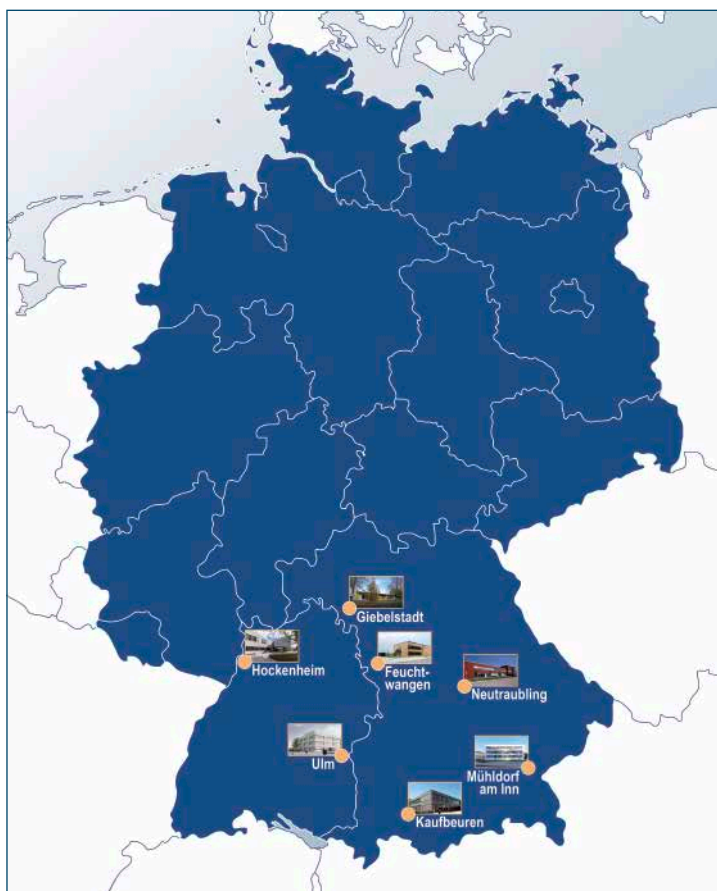 Giebelstadt
Hockenheim
Feucht-
wangen
Neutraubling
Ulm
Mühldorf
am Inn
Kaufbeuren